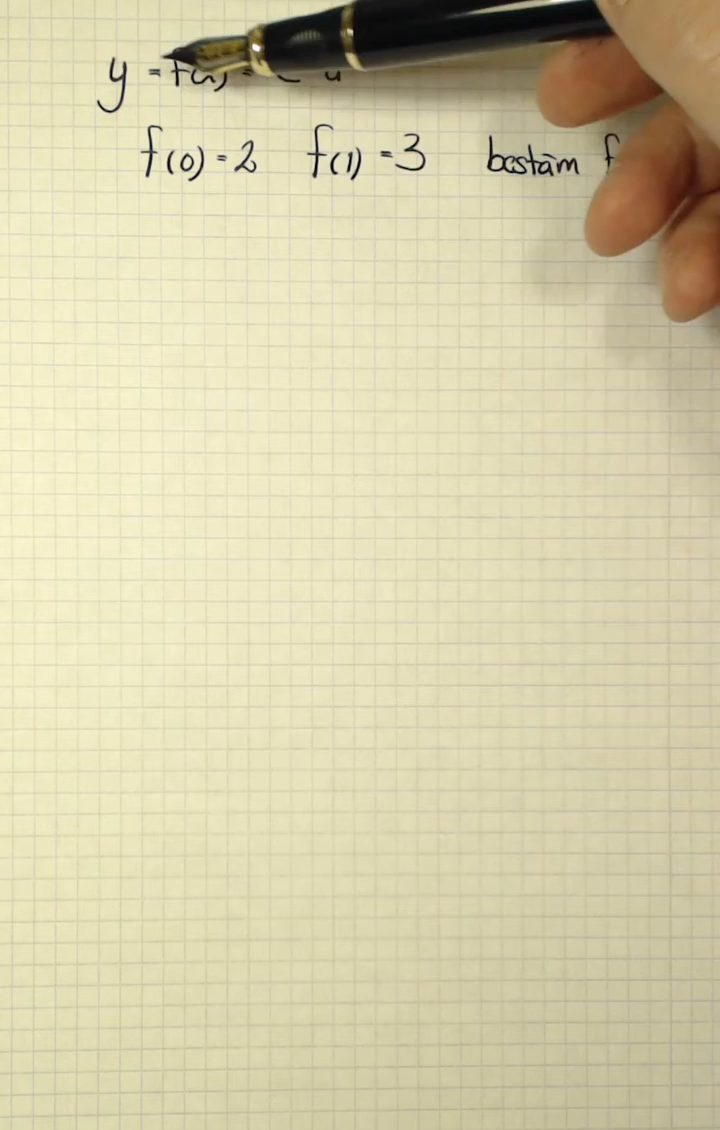 y =
f(0) = 2 f(1) = 3 bestäm f